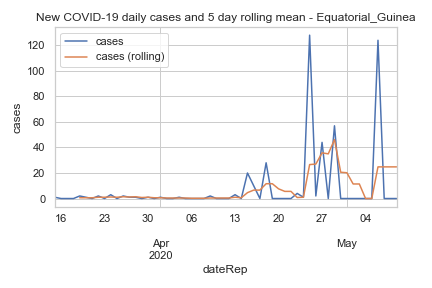 New COVID-19 daily cases and 5 day rolling mean - Equatorial_Guinea
cases
cases (rolling)
120
100
80
60
40
20
0
cases
16 23 30 06 13 20 27 04
Apr May
2020
dateRep